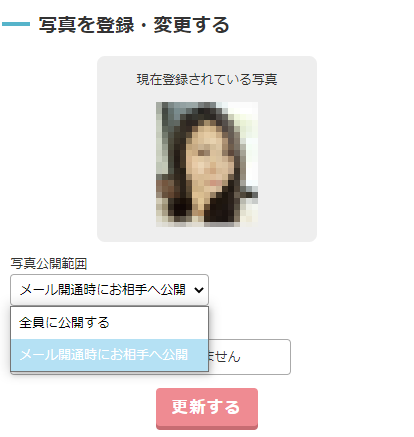 写真を登録・変更する
現在登録されている写真
写真公開範囲
メール開通時にお相手へ公開
全員に公開する
メール開通時にお相手へ公開
ません
更新する